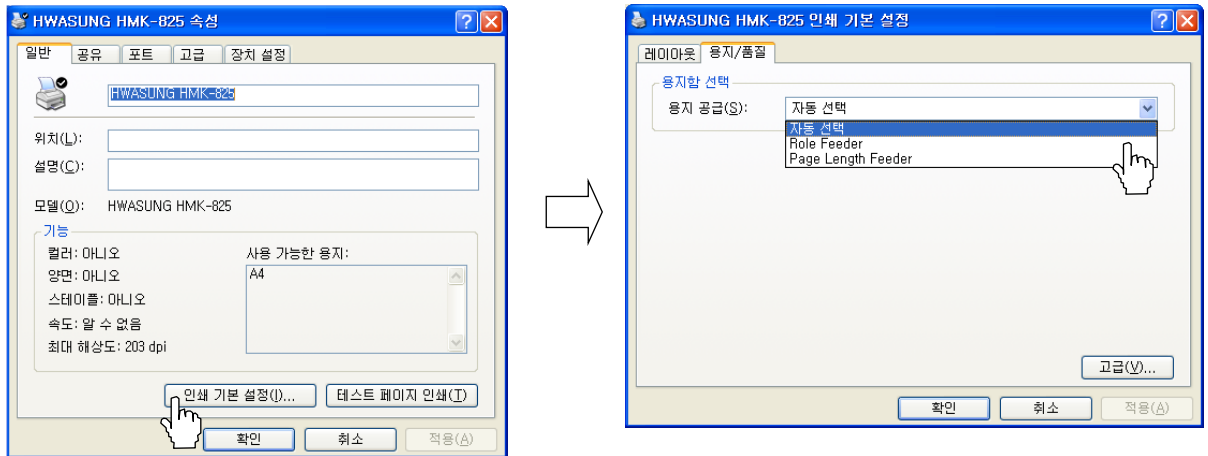 HWASUNG HMK-825 속성
일반 공유 포트 고급 장치 설정
HWASUNG HMK-825
위치(L):
설명(C):
모델(O): HWASUNG HMK-825
기능
컬러: 아니오
양면: 아니오
스테이플: 아니오
속도: 알 수 없음
최대 해상도: 203 dpi
사용 가능한 용지:
A4
인쇄 기본 설정(I)... 테스트 페이지 인쇄(T)
확인 취소 적용(A)
HWASUNG HMK-825 인쇄 기본 설정
레이아웃 용지/품질
용지함 선택
용지 공급(S): 자동 선택
자동 선택
Role Feeder
Page Length Feeder
고급(V)...
확인 취소 적용(A)